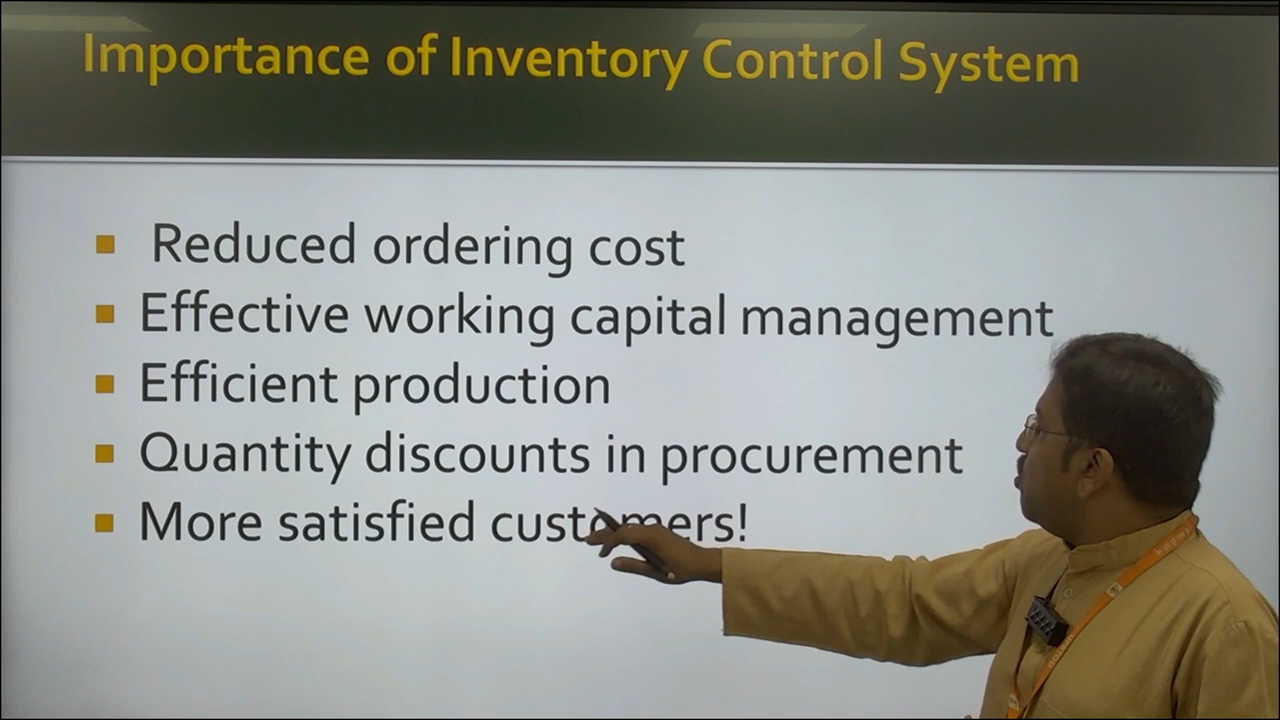 Importance of Inventory Control System
Reduced ordering cost
Effective working capital management
Efficient production
Quantity discounts in procurement
More satisfied customers!